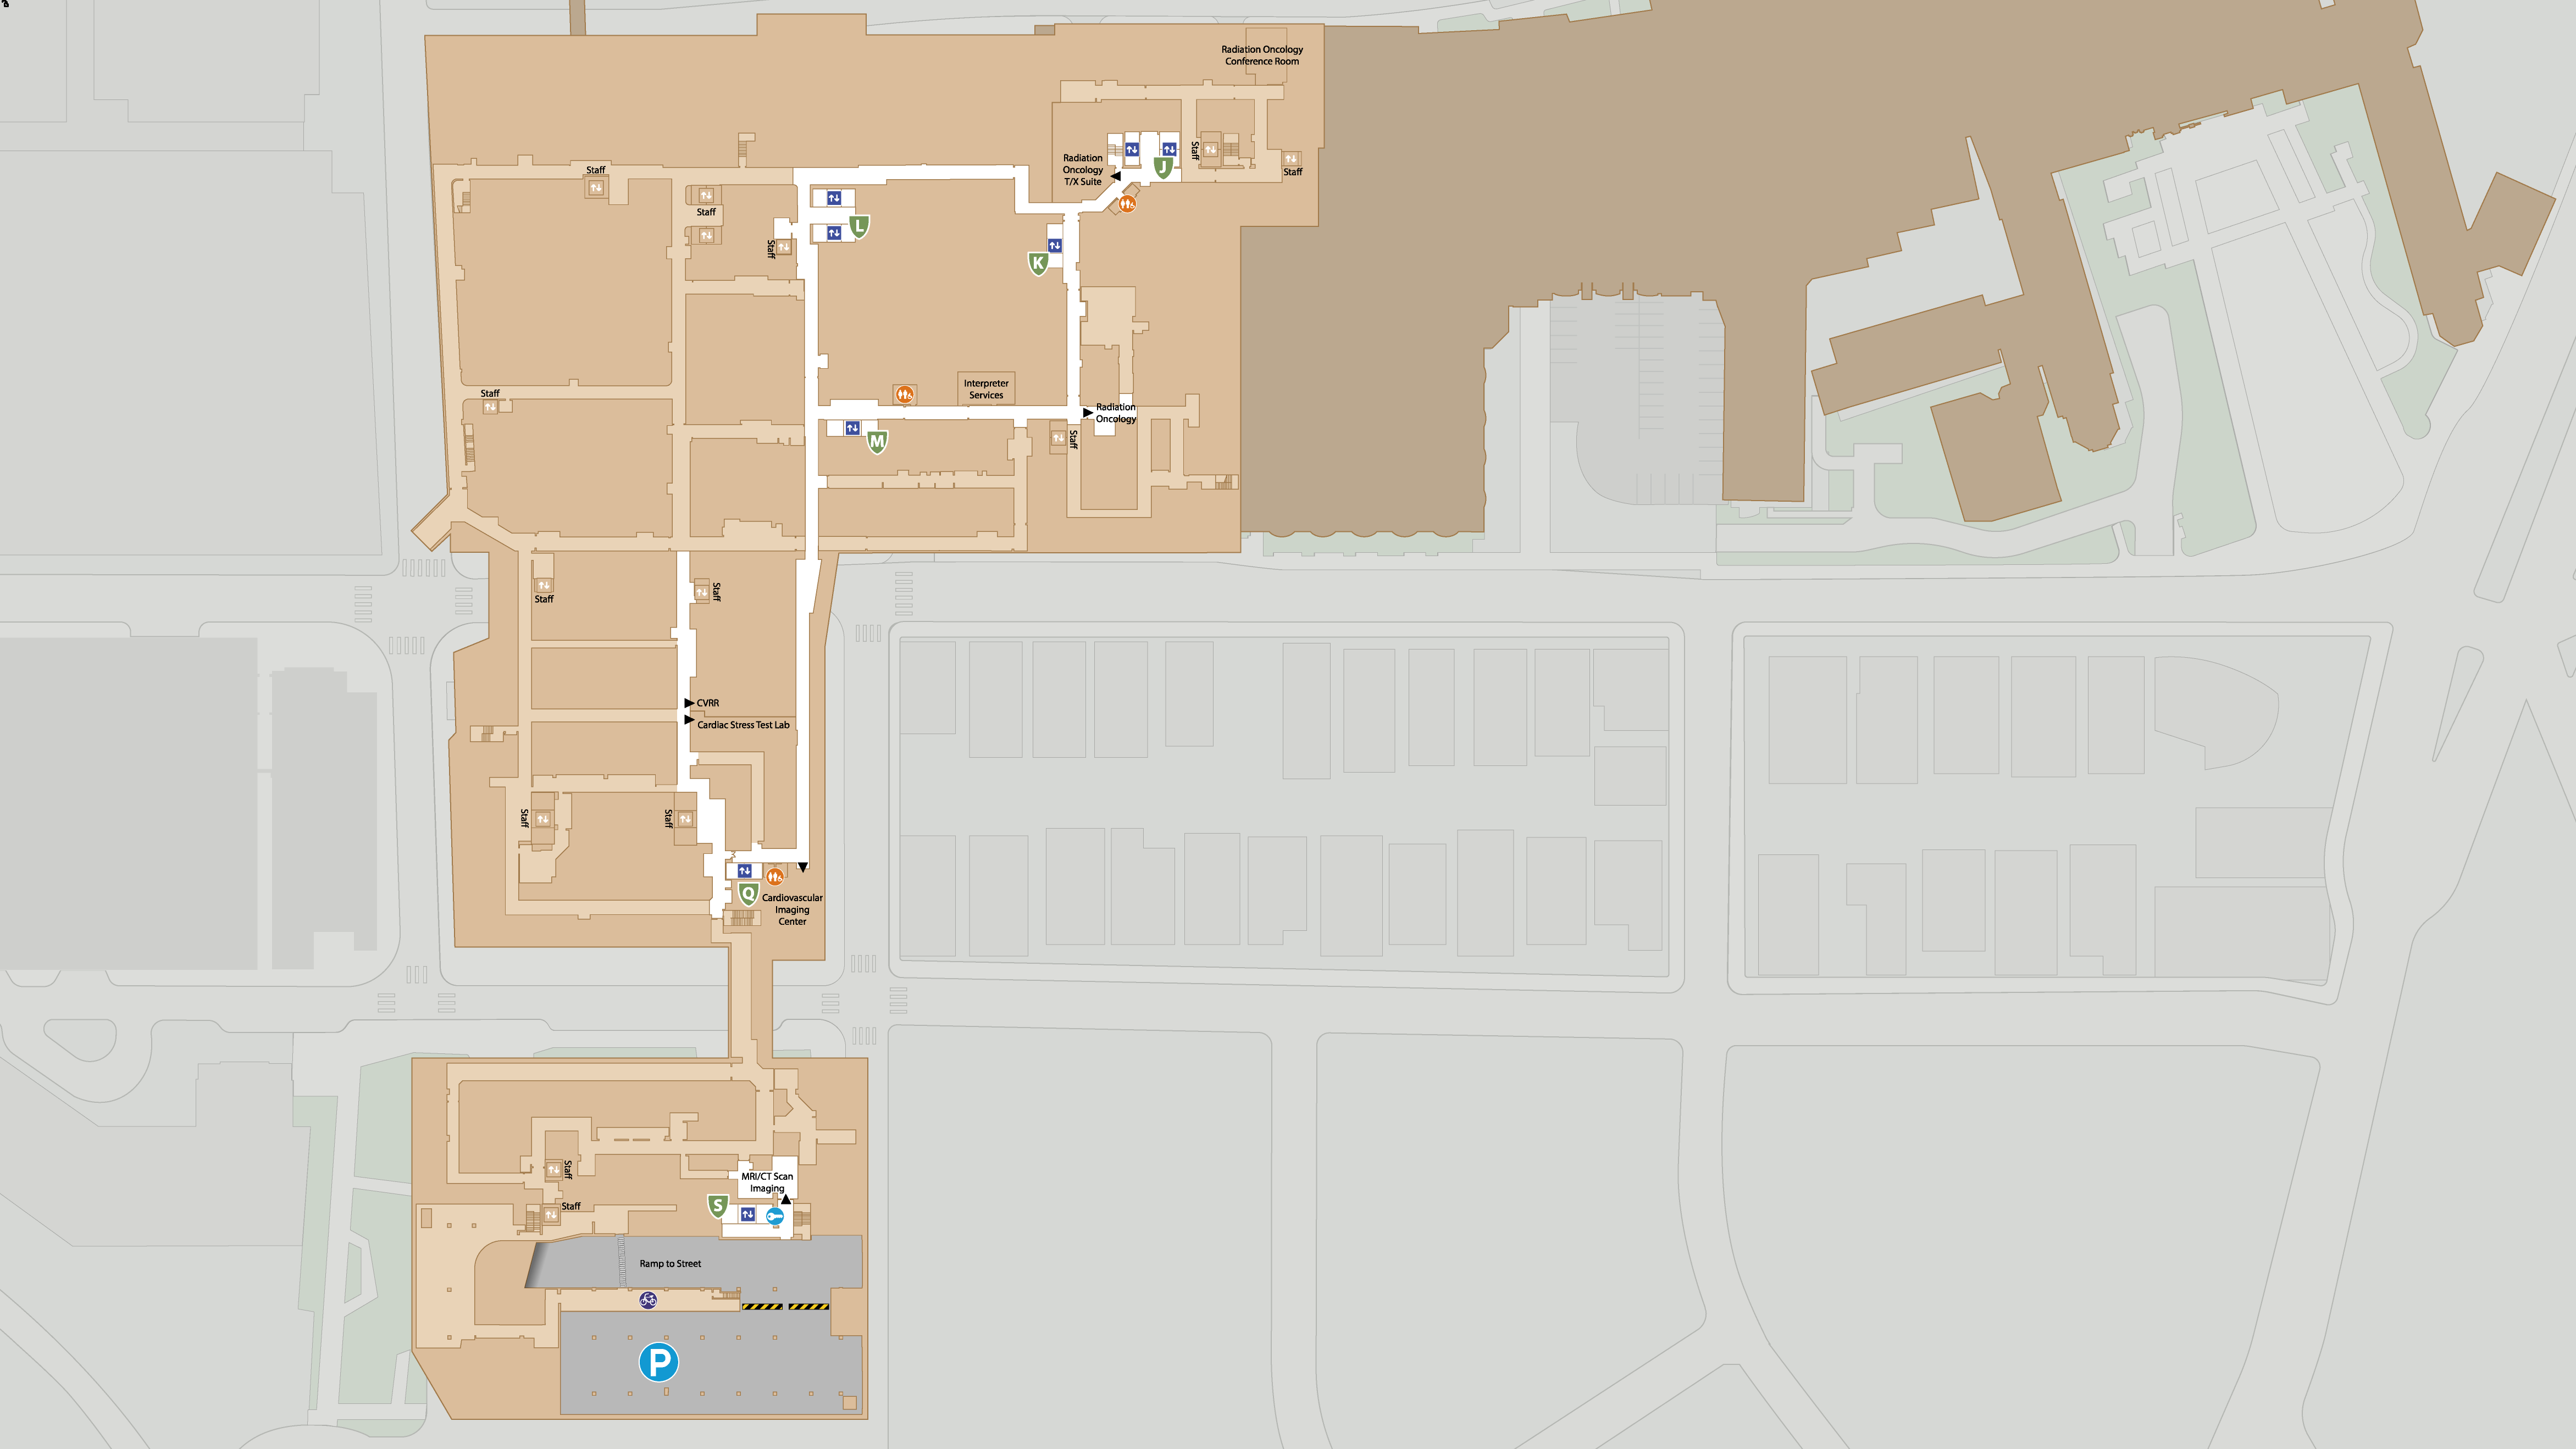 Radiation Oncology
Conference Room
J
Staff
Radiation
Oncology
T/X Suite
Staff
Staff
Staff
L
Staff
K
Interpreter
Services
Staff
Radiation
Oncology
M
Staff
Staff
Staff
CVRR
Cardiac Stress Test Lab
Staff
Staff
Q
Cardiovascular
Imaging
Center
Staff
MRI/CT Scan
Imaging
S
Staff
Ramp to Street
P